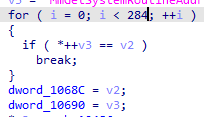 for ( i = 0; i < 284; ++i )
{
if ( *++v3 == v2 )
break;
}
dword_1068C = v2;
dword_10690 = v3;